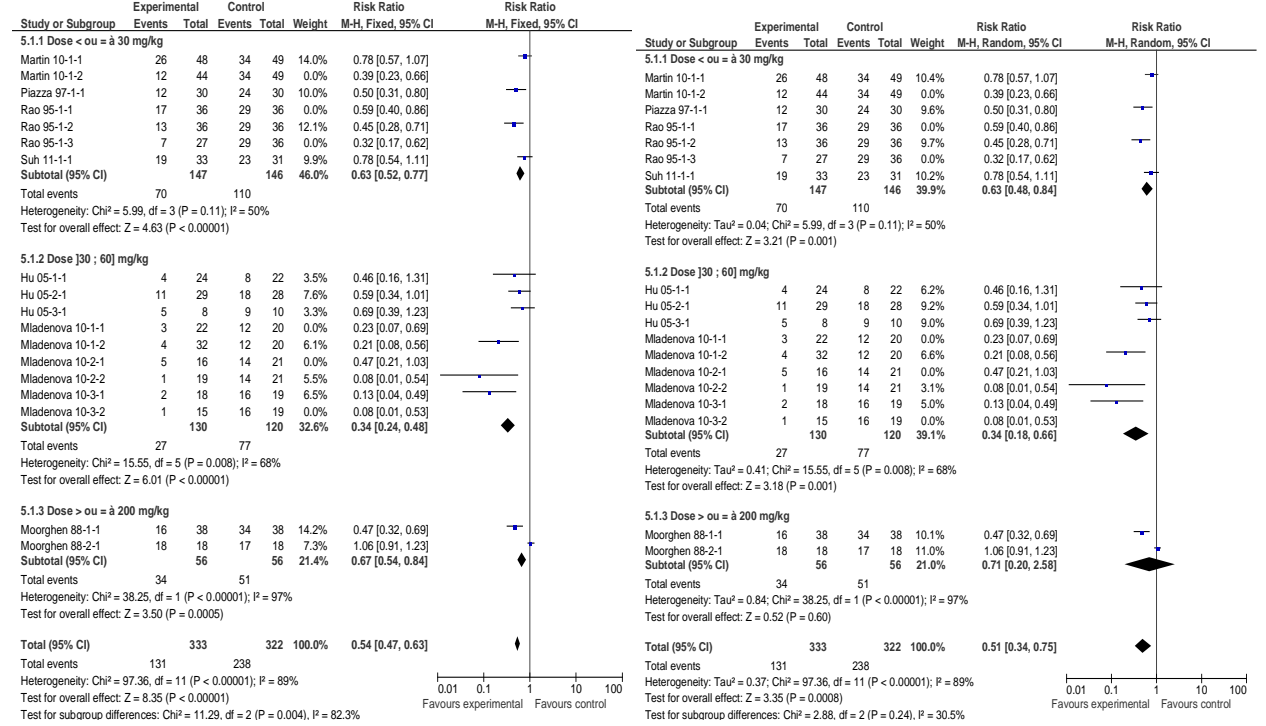 Experimental Control Risk Ratio Risk Ratio
Study or Subgroup Events Total Events Total Weight M-H, Fixed, 95% CI M-H, Fixed, 95% CI
5.1.1 Dose < ou = à 30 mg/kg
Martin 10-1-1 26 48 34 49 14.0% 0.78 [0.57, 1.07]
Martin 10-1-2 12 44 34 49 0.0% 0.39 [0.23, 0.66]
Piazza 97-1-1 12 30 24 30 10.0% 0.50 [0.31, 0.80]
Rao 95-1-1 17 36 29 36 0.0% 0.59 [0.40, 0.86]
Rao 95-1-2 13 36 29 36 12.1% 0.45 [0.28, 0.71]
Rao 95-1-3 7 27 29 36 0.0% 0.32 [0.17, 0.62]
Suh 11-1-1 19 33 23 31 9.9% 0.78 [0.54, 1.11]
Subtotal (95% CI) 147 146 46.0% 0.63 [0.52, 0.77]
Total events 70 110
Heterogeneity: Chi² = 5.99, df = 3 (P = 0.11); I² = 50%
Test for overall effect: Z = 4.63 (P < 0.00001)
5.1.2 Dose ]30 ; 60] mg/kg
Hu 05-1-1 4 24 8 22 3.5% 0.46 [0.16, 1.31]
Hu 05-2-1 11 29 18 28 7.6% 0.59 [0.34, 1.01]
Hu 05-3-1 5 8 9 10 3.3% 0.69 [0.39, 1.23]
Mladenova 10-1-1 3 22 12 20 0.0% 0.23 [0.07, 0.69]
Mladenova 10-1-2 4 32 12 20 6.1% 0.21 [0.08, 0.56]
Mladenova 10-2-1 5 16 14 21 0.0% 0.47 [0.21, 1.03]
Mladenova 10-2-2 1 19 14 21 5.5% 0.08 [0.01, 0.54]
Mladenova 10-3-1 2 18 16 19 6.5% 0.13 [0.04, 0.49]
Mladenova 10-3-2 1 15 16 19 0.0% 0.08 [0.01, 0.53]
Subtotal (95% CI) 130 120 32.6% 0.34 [0.24, 0.48]
Total events 27 77
Heterogeneity: Chi² = 15.55, df = 5 (P = 0.008); I² = 68%
Test for overall effect: Z = 6.01 (P < 0.00001)
5.1.3 Dose > ou = à 200 mg/kg
Moorghen 88-1-1 16 38 34 38 14.2% 0.47 [0.32, 0.69]
Moorghen 88-2-1 18 18 17 18 7.3% 1.06 [0.91, 1.23]
Subtotal (95% CI) 56 56 21.4% 0.67 [0.54, 0.84]
Total events 34 51
Heterogeneity: Chi² = 38.25, df = 1 (P < 0.00001); I² = 97%
Test for overall effect: Z = 3.50 (P = 0.0005)
Total (95% CI) 333 322 100.0% 0.54 [0.47, 0.63]
Total events 131 238
Heterogeneity: Chi² = 97.36, df = 11 (P < 0.00001); I² = 89%
Test for overall effect: Z = 8.35 (P < 0.00001)
Test for subgroup differences: Chi² = 11.29, df = 2 (P = 0.004), I² = 82.3%
0.01 0.1 1 10 100
Favours experimental Favours control
Experimental Control Risk Ratio Risk Ratio
Study or Subgroup Events Total Events Total Weight M-H, Random, 95% CI M-H, Random, 95% CI
5.1.1 Dose < ou = à 30 mg/kg
Martin 10-1-1 26 48 34 49 10.4% 0.78 [0.57, 1.07]
Martin 10-1-2 12 44 34 49 0.0% 0.39 [0.23, 0.66]
Piazza 97-1-1 12 30 24 30 9.6% 0.50 [0.31, 0.80]
Rao 95-1-1 17 36 29 36 0.0% 0.59 [0.40, 0.86]
Rao 95-1-2 13 36 29 36 9.7% 0.45 [0.28, 0.71]
Rao 95-1-3 7 27 29 36 0.0% 0.32 [0.17, 0.62]
Suh 11-1-1 19 33 23 31 10.2% 0.78 [0.54, 1.11]
Subtotal (95% CI) 147 146 39.9% 0.63 [0.48, 0.84]
Total events 70 110
Heterogeneity: Tau² = 0.04; Chi² = 5.99, df = 3 (P = 0.11); I² = 50%
Test for overall effect: Z = 3.21 (P = 0.001)
5.1.2 Dose ]30 ; 60] mg/kg
Hu 05-1-1 4 24 8 22 6.2% 0.46 [0.16, 1.31]
Hu 05-2-1 11 29 18 28 9.2% 0.59 [0.34, 1.01]
Hu 05-3-1 5 8 9 10 9.0% 0.69 [0.39, 1.23]
Mladenova 10-1-1 3 22 12 20 0.0% 0.23 [0.07, 0.69]
Mladenova 10-1-2 4 32 12 20 6.6% 0.21 [0.08, 0.56]
Mladenova 10-2-1 5 16 14 21 0.0% 0.47 [0.21, 1.03]
Mladenova 10-2-2 1 19 14 21 3.1% 0.08 [0.01, 0.54]
Mladenova 10-3-1 2 18 16 19 5.0% 0.13 [0.04, 0.49]
Mladenova 10-3-2 1 15 16 19 0.0% 0.08 [0.01, 0.53]
Subtotal (95% CI) 130 120 39.1% 0.34 [0.18, 0.66]
Total events 27 77
Heterogeneity: Tau² = 0.41; Chi² = 15.55, df = 5 (P = 0.008); I² = 68%
Test for overall effect: Z = 3.18 (P = 0.001)
5.1.3 Dose > ou = à 200 mg/kg
Moorghen 88-1-1 16 38 34 38 10.1% 0.47 [0.32, 0.69]
Moorghen 88-2-1 18 18 17 18 11.0% 1.06 [0.91, 1.23]
Subtotal (95% CI) 56 56 21.0% 0.71 [0.20, 2.58]
Total events 34 51
Heterogeneity: Tau² = 0.84; Chi² = 38.25, df = 1 (P < 0.00001); I² = 97%
Test for overall effect: Z = 0.52 (P = 0.60)
Total (95% CI) 333 322 100.0% 0.51 [0.34, 0.75]
Total events 131 238
Heterogeneity: Tau² = 0.37; Chi² = 97.36, df = 11 (P < 0.00001); I² = 89%
Test for overall effect: Z = 3.35 (P = 0.0008)
Test for subgroup differences: Chi² = 2.88, df = 2 (P = 0.24), I² = 30.5%
0.01 0.1 1 10 100
Favours experimental Favours control